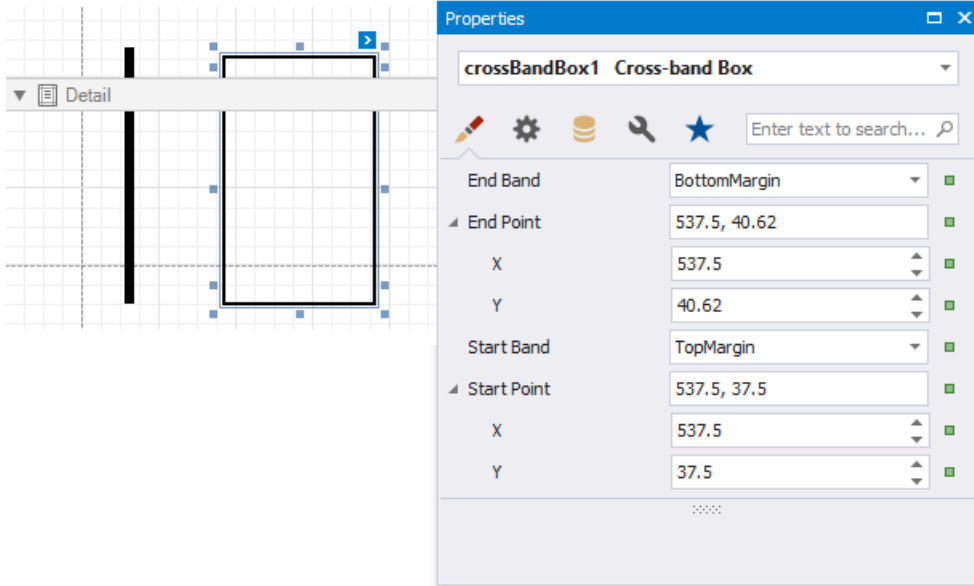 Properties
crossBandBox1 Cross-band Box
Detail
Enter text to search...
End Band BottomMargin
End Point 537.5, 40.62
X 537.5
Y 40.62
Start Band TopMargin
Start Point 537.5, 37.5
X 537.5
Y 37.5